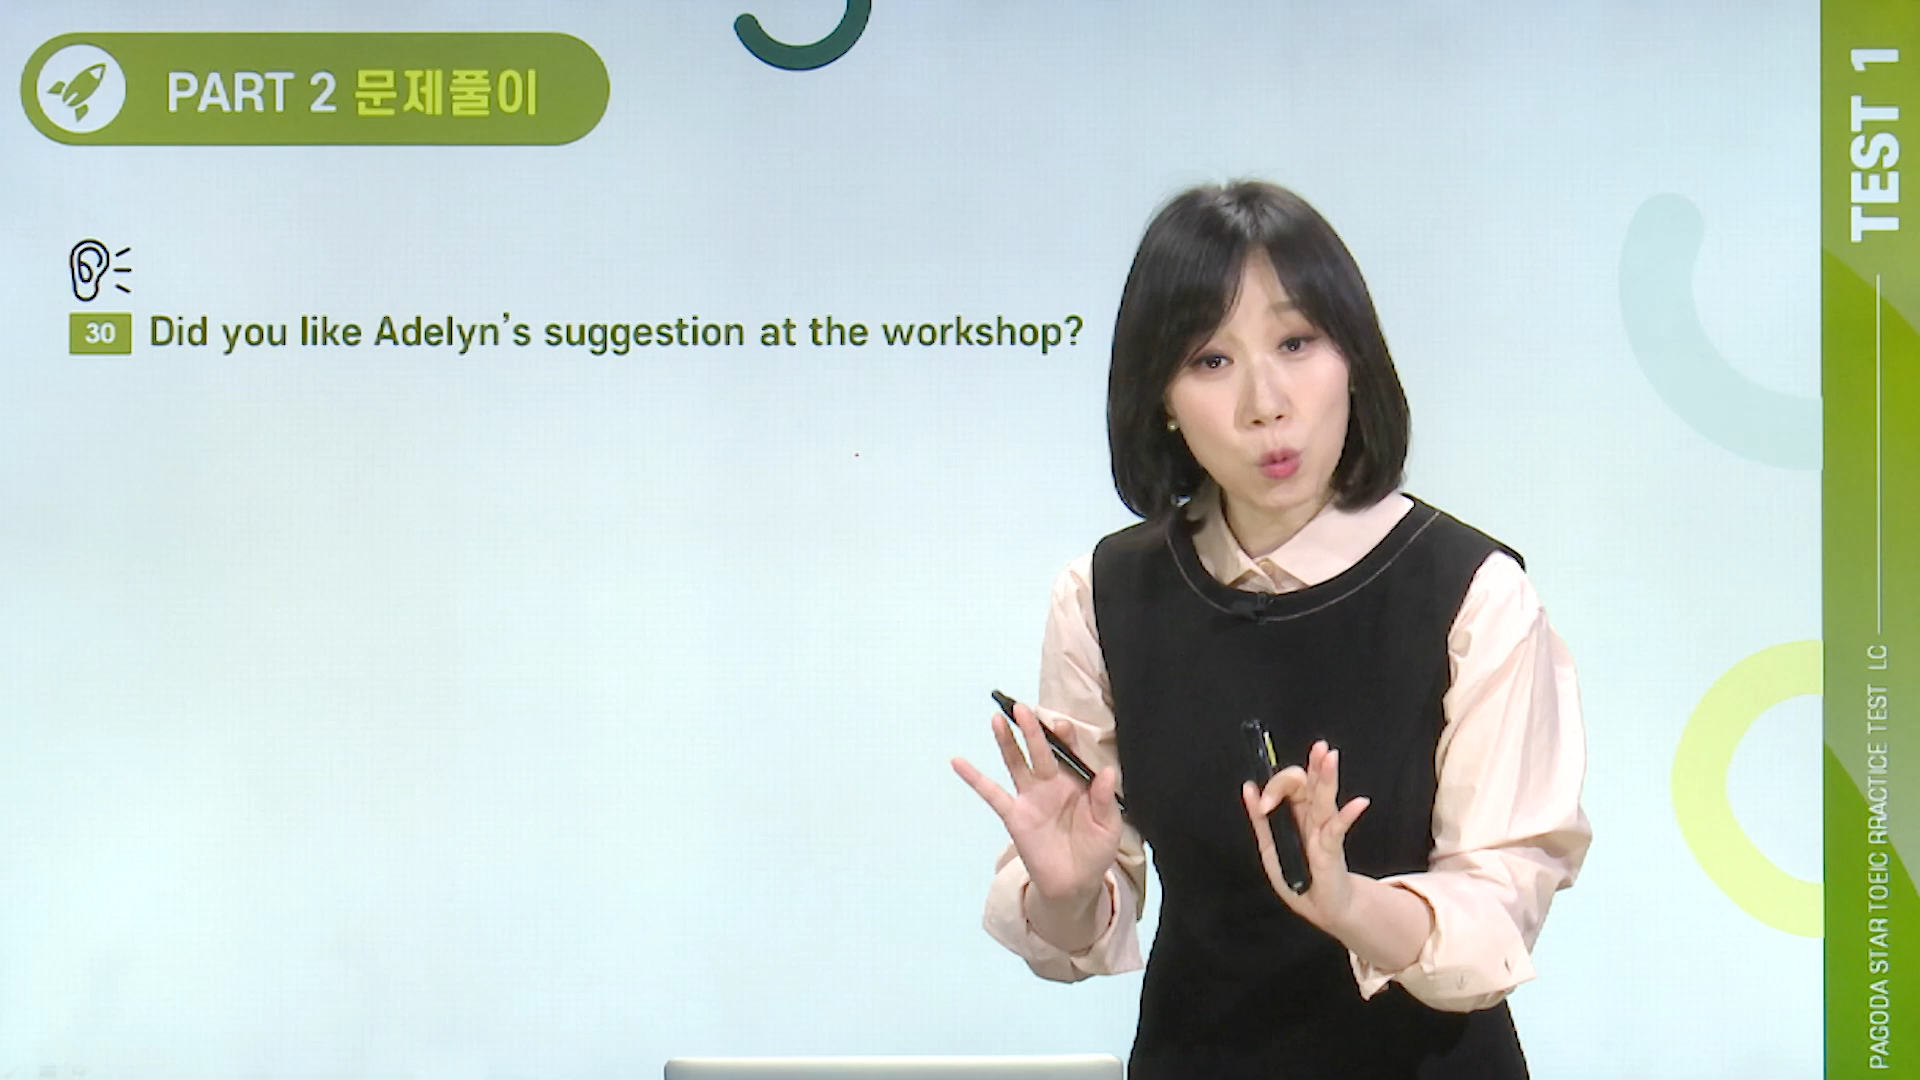 PART 2 문제풀이
30 Did you like Adelyn's suggestion at the workshop?
TEST 1
PAGODA STAR TOEIC RRACTICE TEST LC